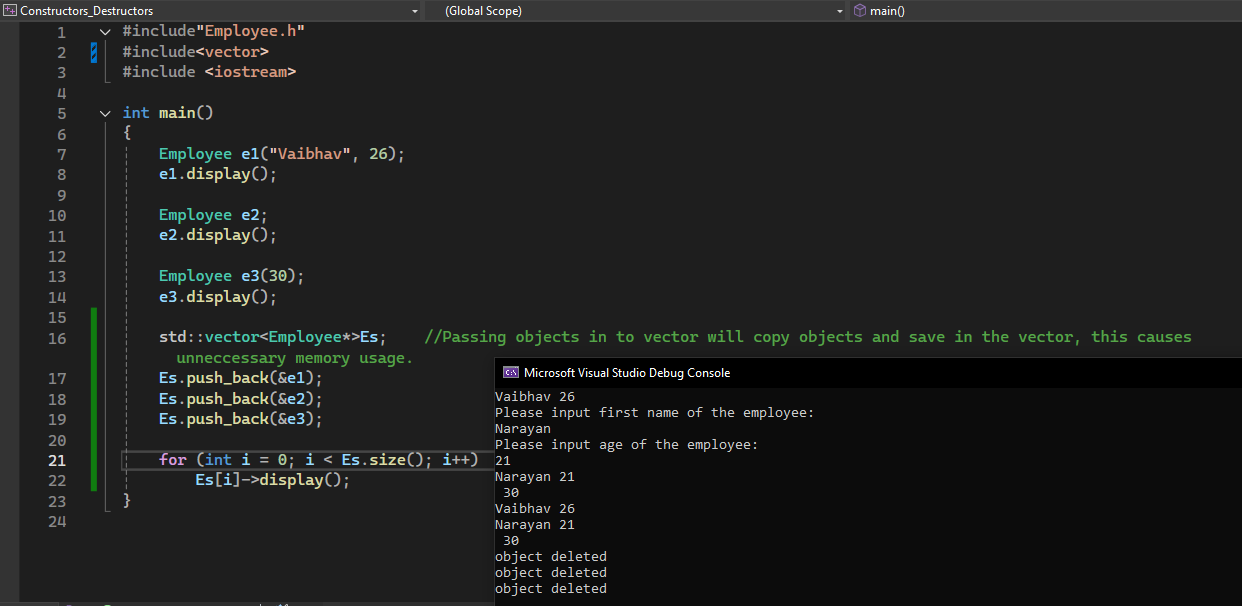 Constructors_Destructors (Global Scope) main()
1 #include"Employee.h"
2 #include<vector>
3 #include <iostream>
4
5 int main()
6 {
7 Employee e1("Vaibhav", 26);
8 e1.display();
9
10 Employee e2;
11 e2.display();
12
13 Employee e3(30);
14 e3.display();
15
16 std::vector<Employee*>Es; //Passing objects in to vector will copy objects and save in the vector, this causes
unneccessary memory usage.
17 Es.push_back(&e1);
18 Es.push_back(&e2);
19 Es.push_back(&e3);
20
21 for (int i = 0; i < Es.size(); i++)
22 Es[i]->display();
23 }
24
Microsoft Visual Studio Debug Console
Vaibhav 26
Please input first name of the employee:
Narayan
Please input age of the employee:
21
Narayan 21
30
Vaibhav 26
Narayan 21
30
object deleted
object deleted
object deleted